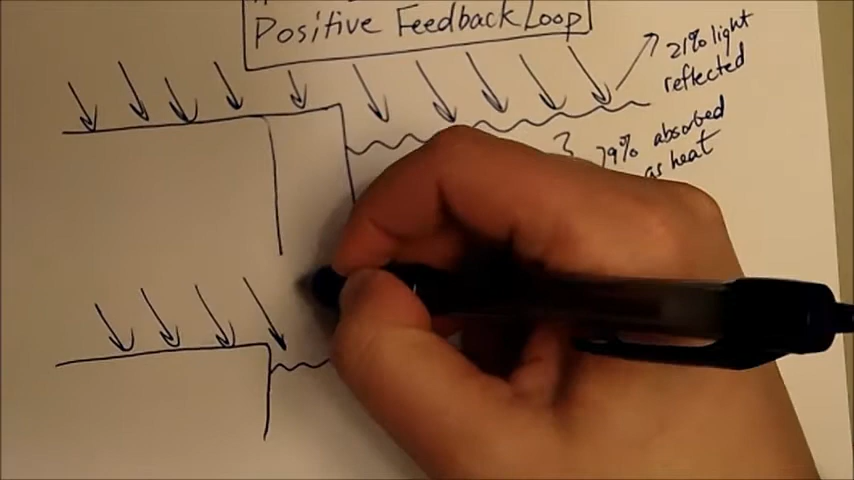 Positive Feedback Loop
21% light
reflected
79% absorbed
as heat